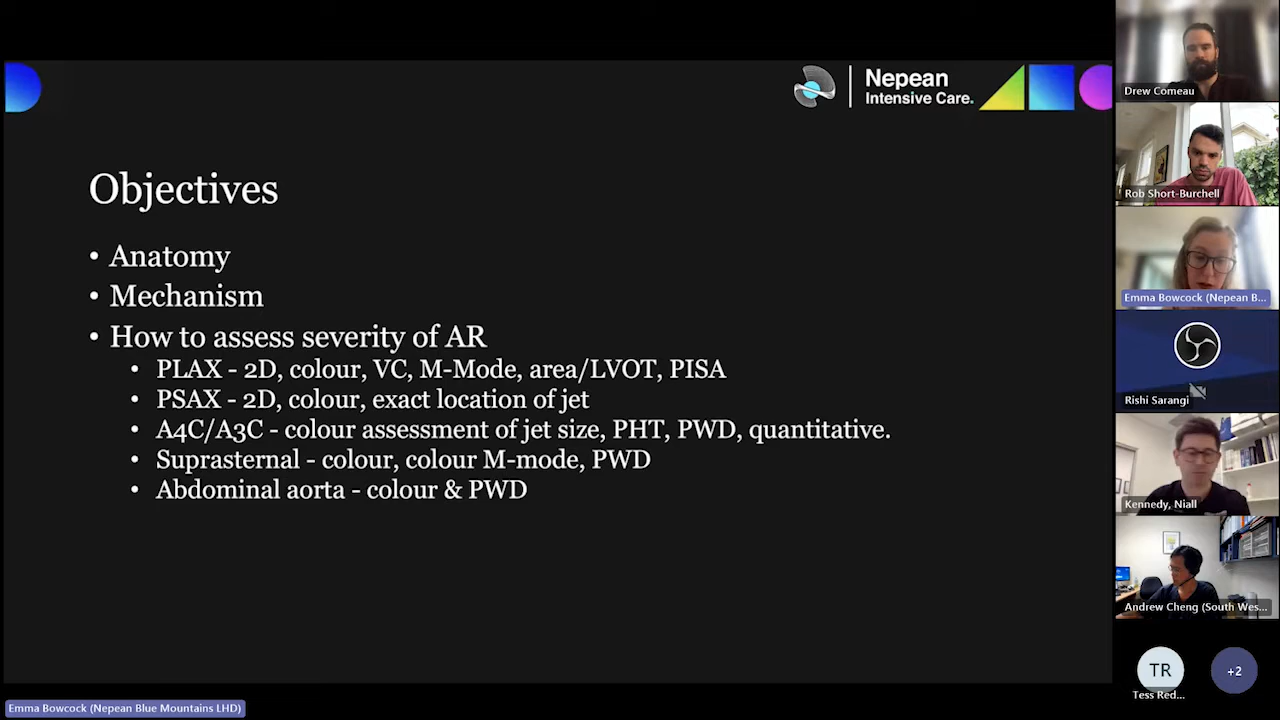 Nepean
Intensive Care.
Objectives
• Anatomy
• Mechanism
• How to assess severity of AR
• PLAX - 2D, colour, VC, M-Mode, area/LVOT, PISA
• PSAX - 2D, colour, exact location of jet
• A4C/A3C - colour assessment of jet size, PHT, PWD, quantitative.
• Suprasternal - colour, colour M-mode, PWD
• Abdominal aorta - colour & PWD
Emma Bowcock (Nepean Blue Mountains LHD)
Drew Comeau
Rob Short-Burchell
Emma Bowcock (Nepean B...
Rishi Sarangi
Kennedy, Niall
Andrew Cheng (South Wes...
TR
Tess Red...
+2